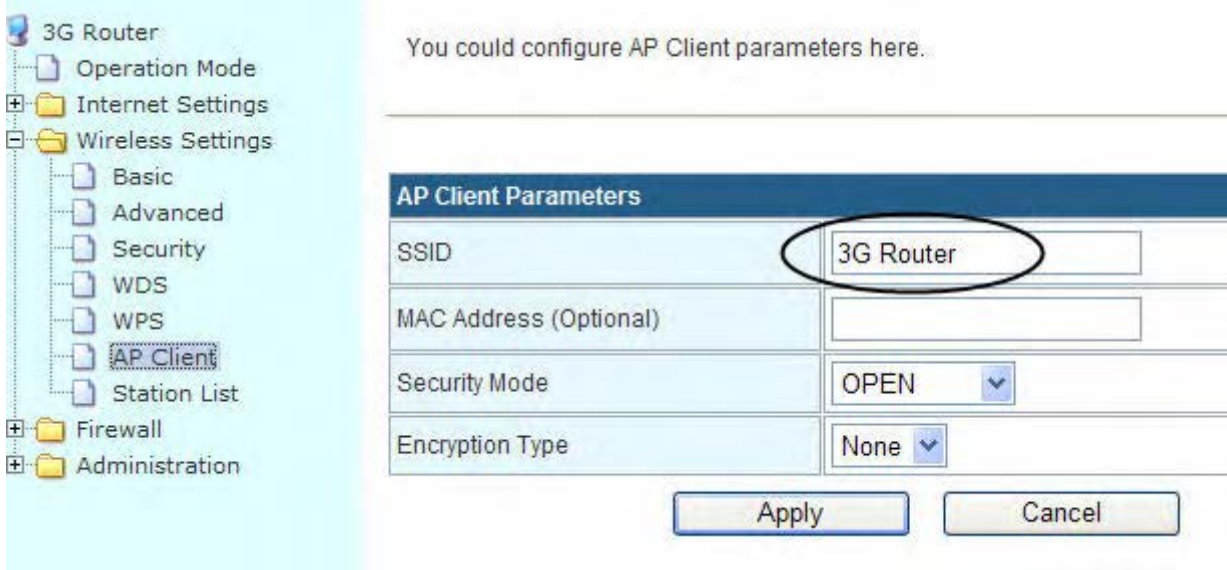 3G Router
Operation Mode
Internet Settings
Wireless Settings
Basic
Advanced
Security
WDS
WPS
AP Client
Station List
Firewall
Administration
You could configure AP Client parameters here.
AP Client Parameters
SSID 3G Router
MAC Address (Optional)
Security Mode OPEN
Encryption Type None
Apply Cancel